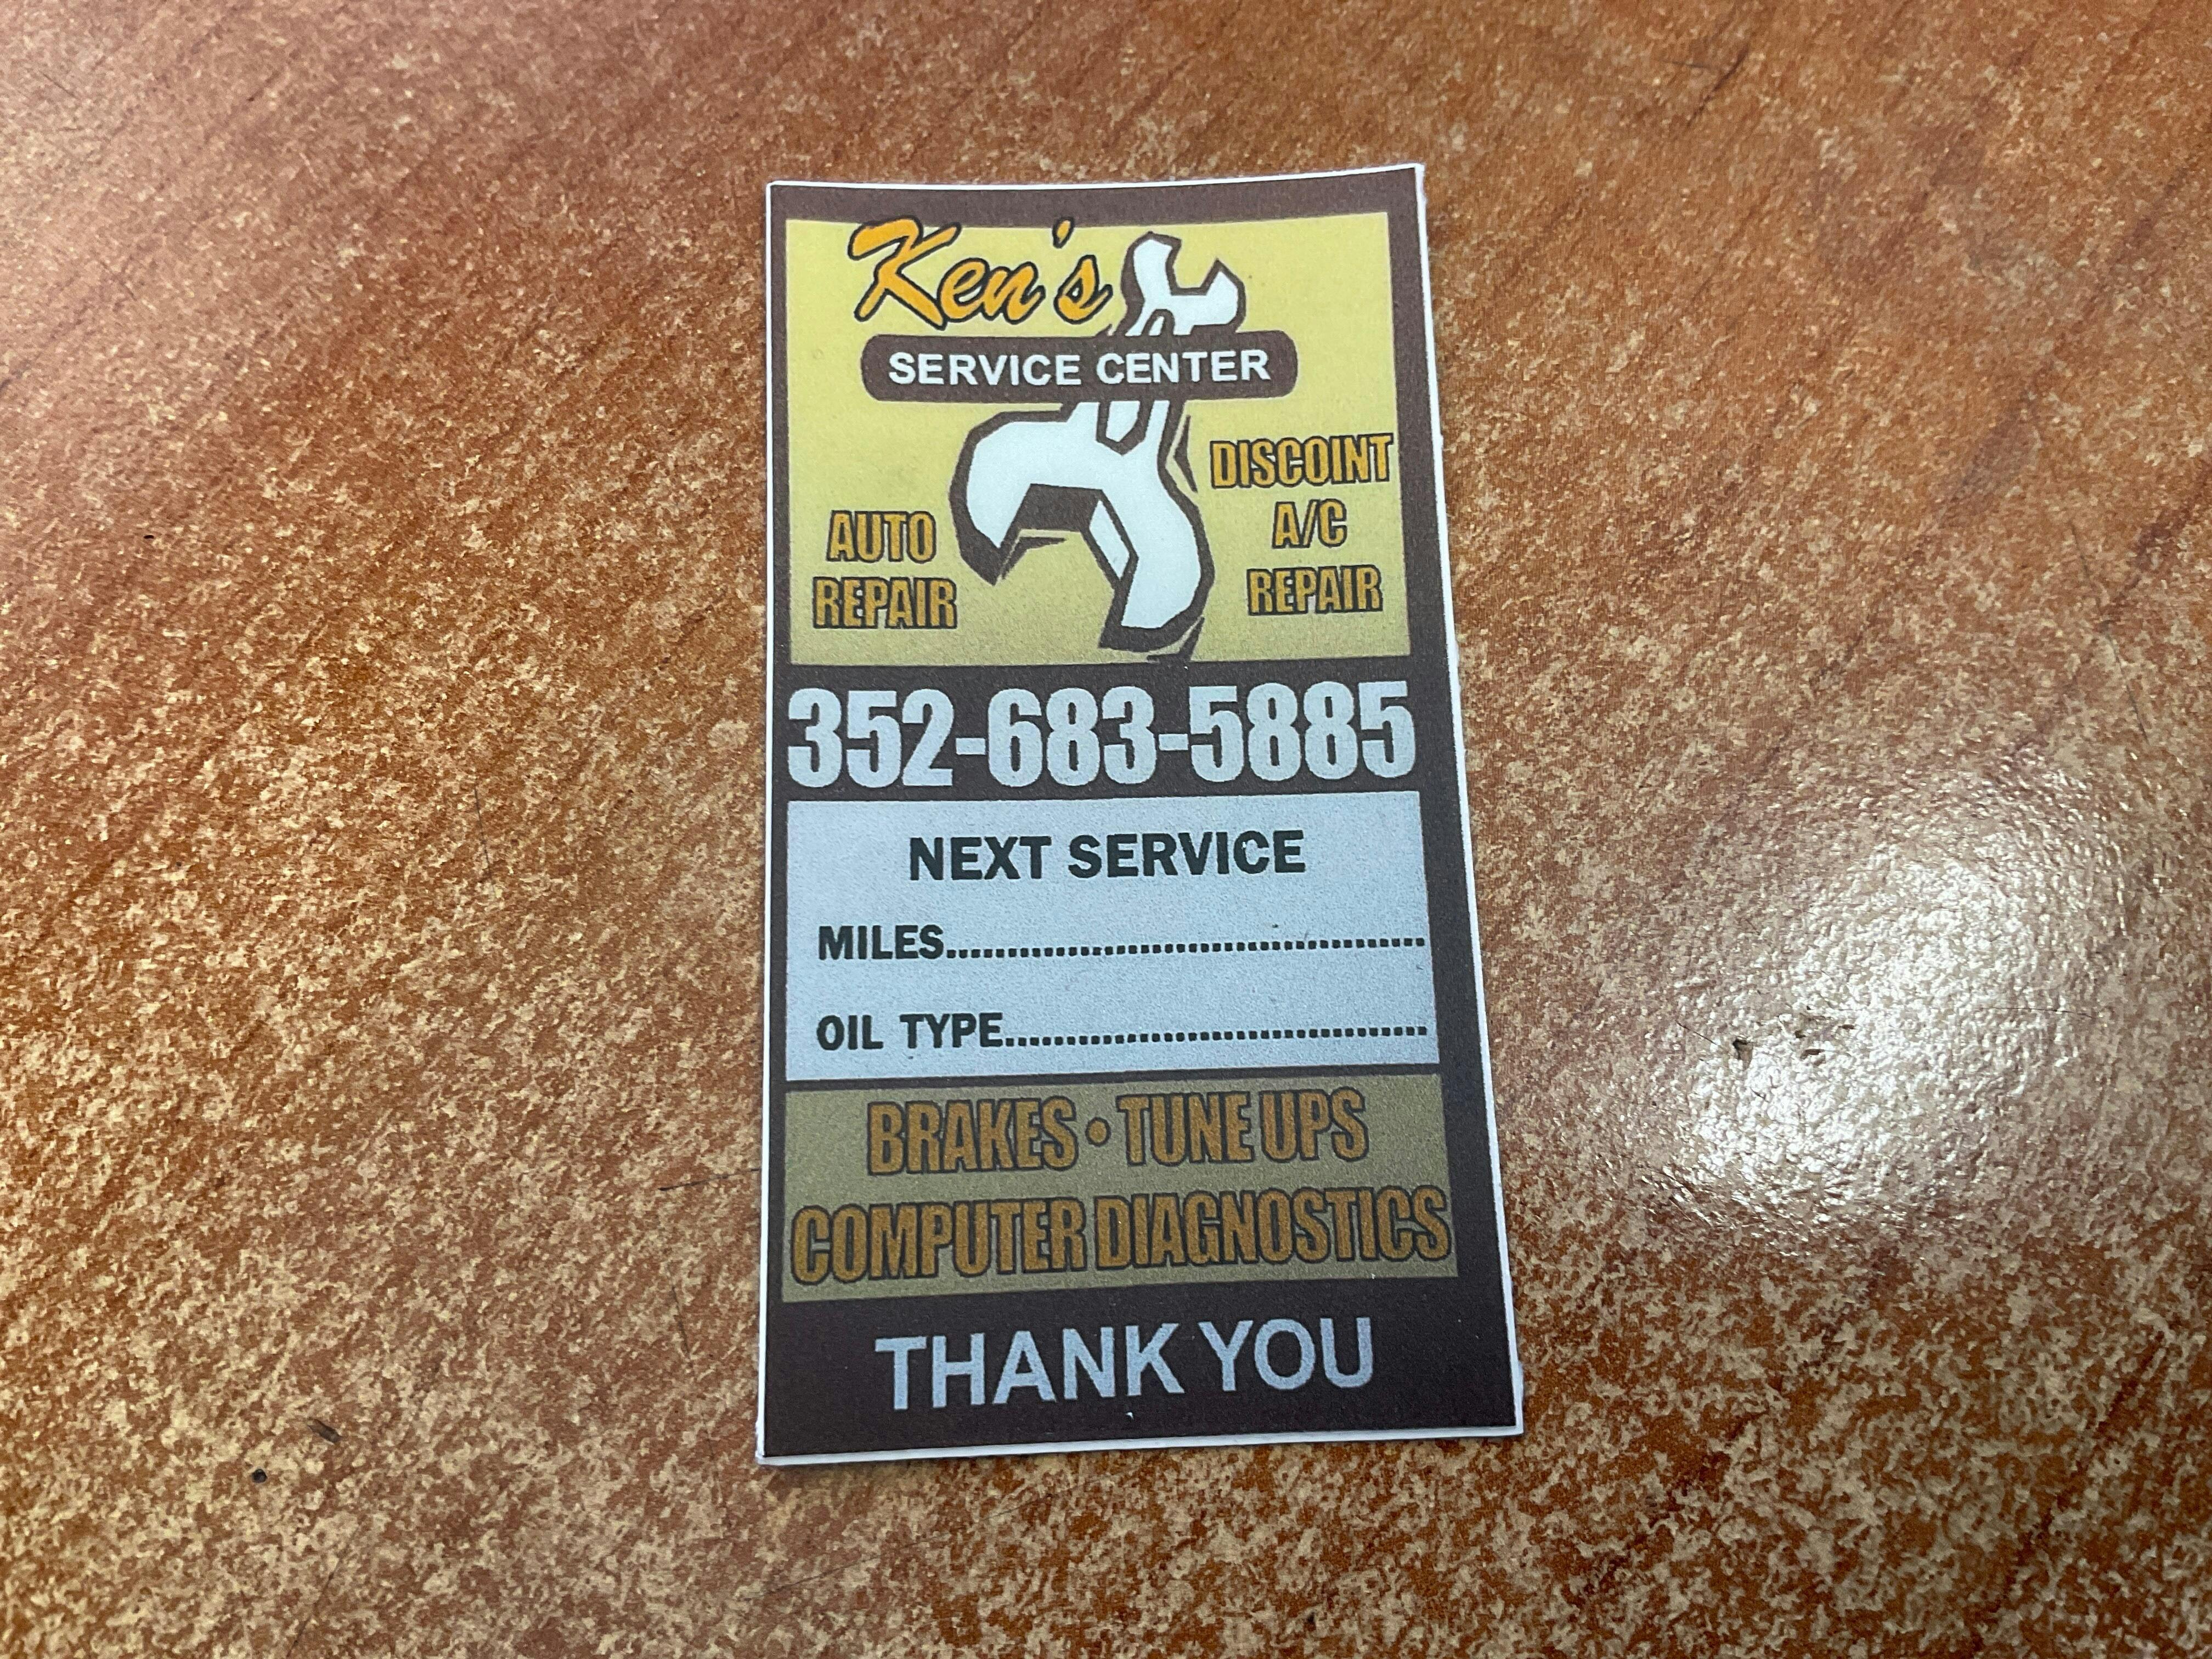 Ken's
SERVICE CENTER
AUTO
REPAIR
DISCOINT
A/C
REPAIR
352-683-5885
NEXT SERVICE
MILES........................................
OIL TYPE...................................
BRAKES • TUNE UPS
COMPUTER DIAGNOSTICS
THANK YOU